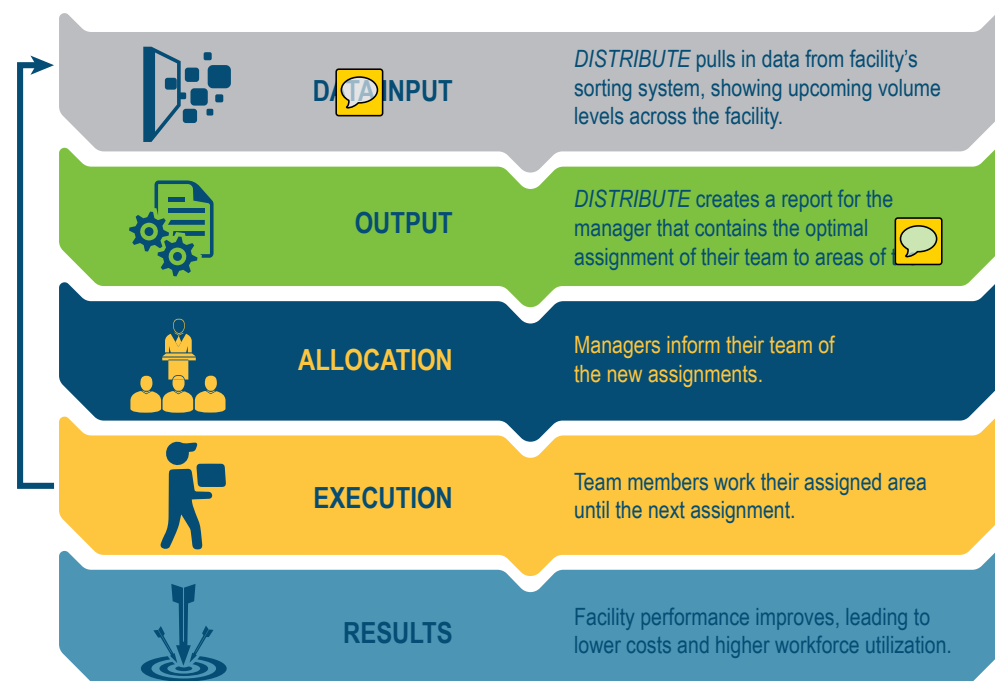 DATA INPUT
DISTRIBUTE pulls in data from facility's
sorting system, showing upcoming volume
levels across the facility.
OUTPUT
DISTRIBUTE creates a report for the
manager that contains the optimal
assignment of their team to areas of
ALLOCATION
Managers inform their team of
the new assignments.
EXECUTION
Team members work their assigned area
until the next assignment.
RESULTS
Facility performance improves, leading to
lower costs and higher workforce utilization.